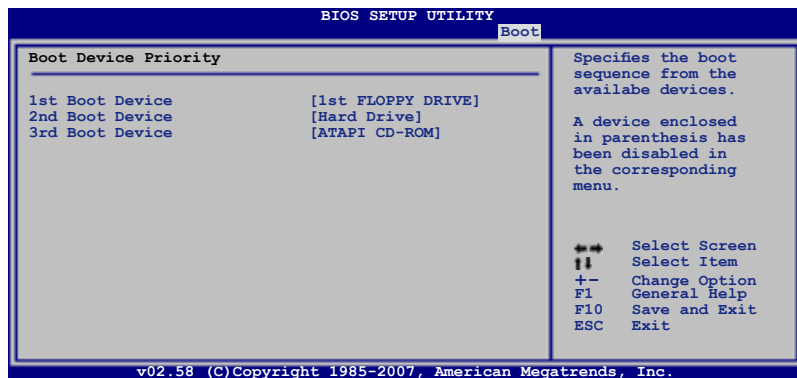 BIOS SETUP UTILITY
Boot
Boot Device Priority
1st Boot Device [1st FLOPPY DRIVE]
2nd Boot Device [Hard Drive]
3rd Boot Device [ATAPI CD-ROM]
Specifies the boot
sequence from the
availabe devices.
A device enclosed
in parenthesis has
been disabled in
the corresponding
menu.
Select Screen
Select Item
+- Change Option
F1 General Help
F10 Save and Exit
ESC Exit
v02.58 (C)Copyright 1985-2007, American Megatrends, Inc.